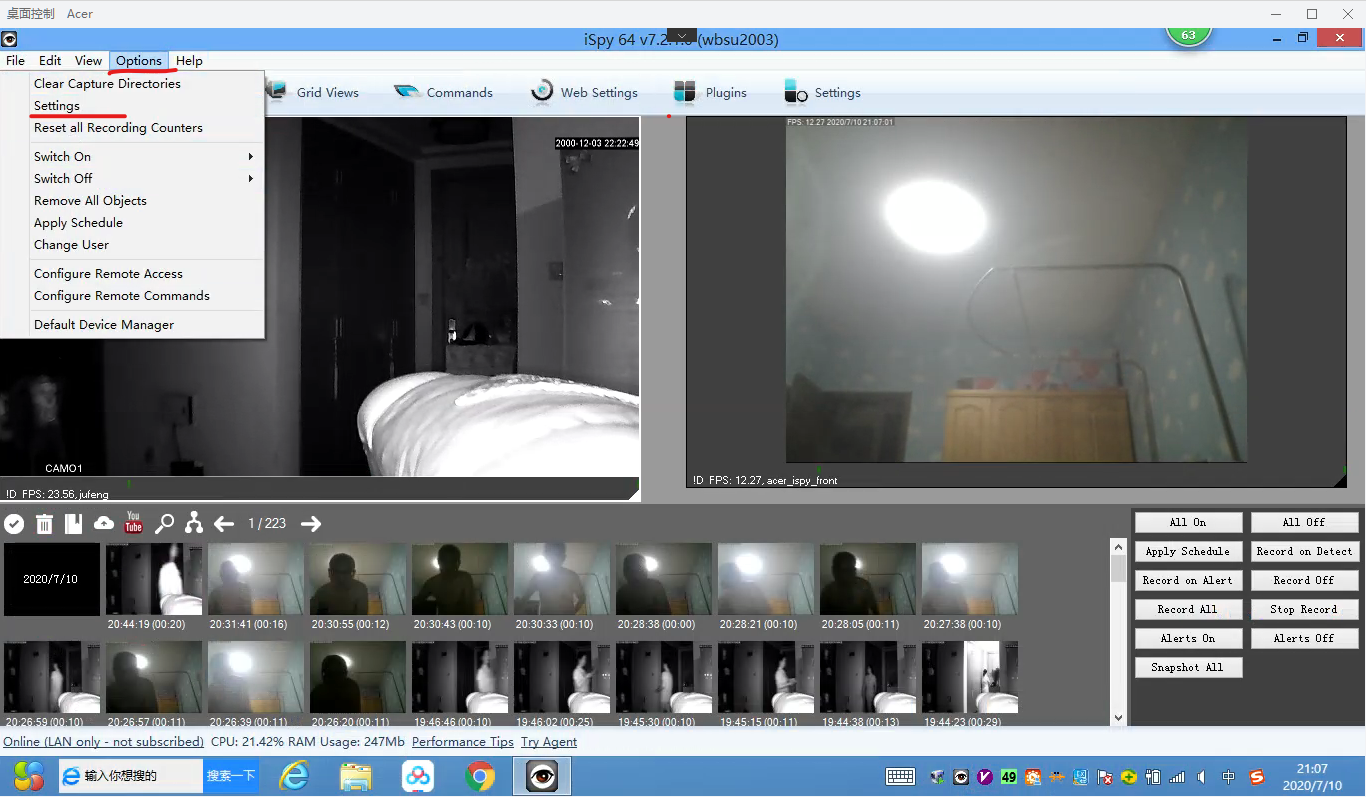 桌面控制 Acer
63
iSpy 64 v7.2.1.0 (wbsu2003)
File Edit View Options Help
Clear Capture Directories
Settings
Reset all Recording Counters
Switch On
Switch Off
Remove All Objects
Apply Schedule
Change User
Configure Remote Access
Configure Remote Commands
Default Device Manager
Grid Views Commands Web Settings Plugins Settings
2000-12-03 22:22:49
CAM01
!D FPS: 23.56, jufeng
FPS: 12.27 2020/7/10 21:07:01
!D FPS: 12.27, acer_ispy_front
You Tube
1 / 223
2020/7/10
20:44:19 (00:20) 20:31:41 (00:16) 20:30:55 (00:12) 20:30:43 (00:10) 20:30:33 (00:10) 20:28:38 (00:00) 20:28:21 (00:10) 20:28:05 (00:11) 20:27:38 (00:10)
20:26:59 (00:10) 20:26:57 (00:11) 20:26:39 (00:11) 20:26:20 (00:11) 19:46:46 (00:10) 19:46:02 (00:25) 19:45:30 (00:10) 19:45:15 (00:11) 19:44:38 (00:13) 19:44:23 (00:29)
All On All Off
Apply Schedule Record on Detect
Record on Alert Record Off
Record All Stop Record
Alerts On Alerts Off
Snapshot All
Online (LAN only - not subscribed) CPU: 21.42% RAM Usage: 247Mb Performance Tips Try Agent
输入你想搜的 搜索一下
49
中
21:07
2020/7/10